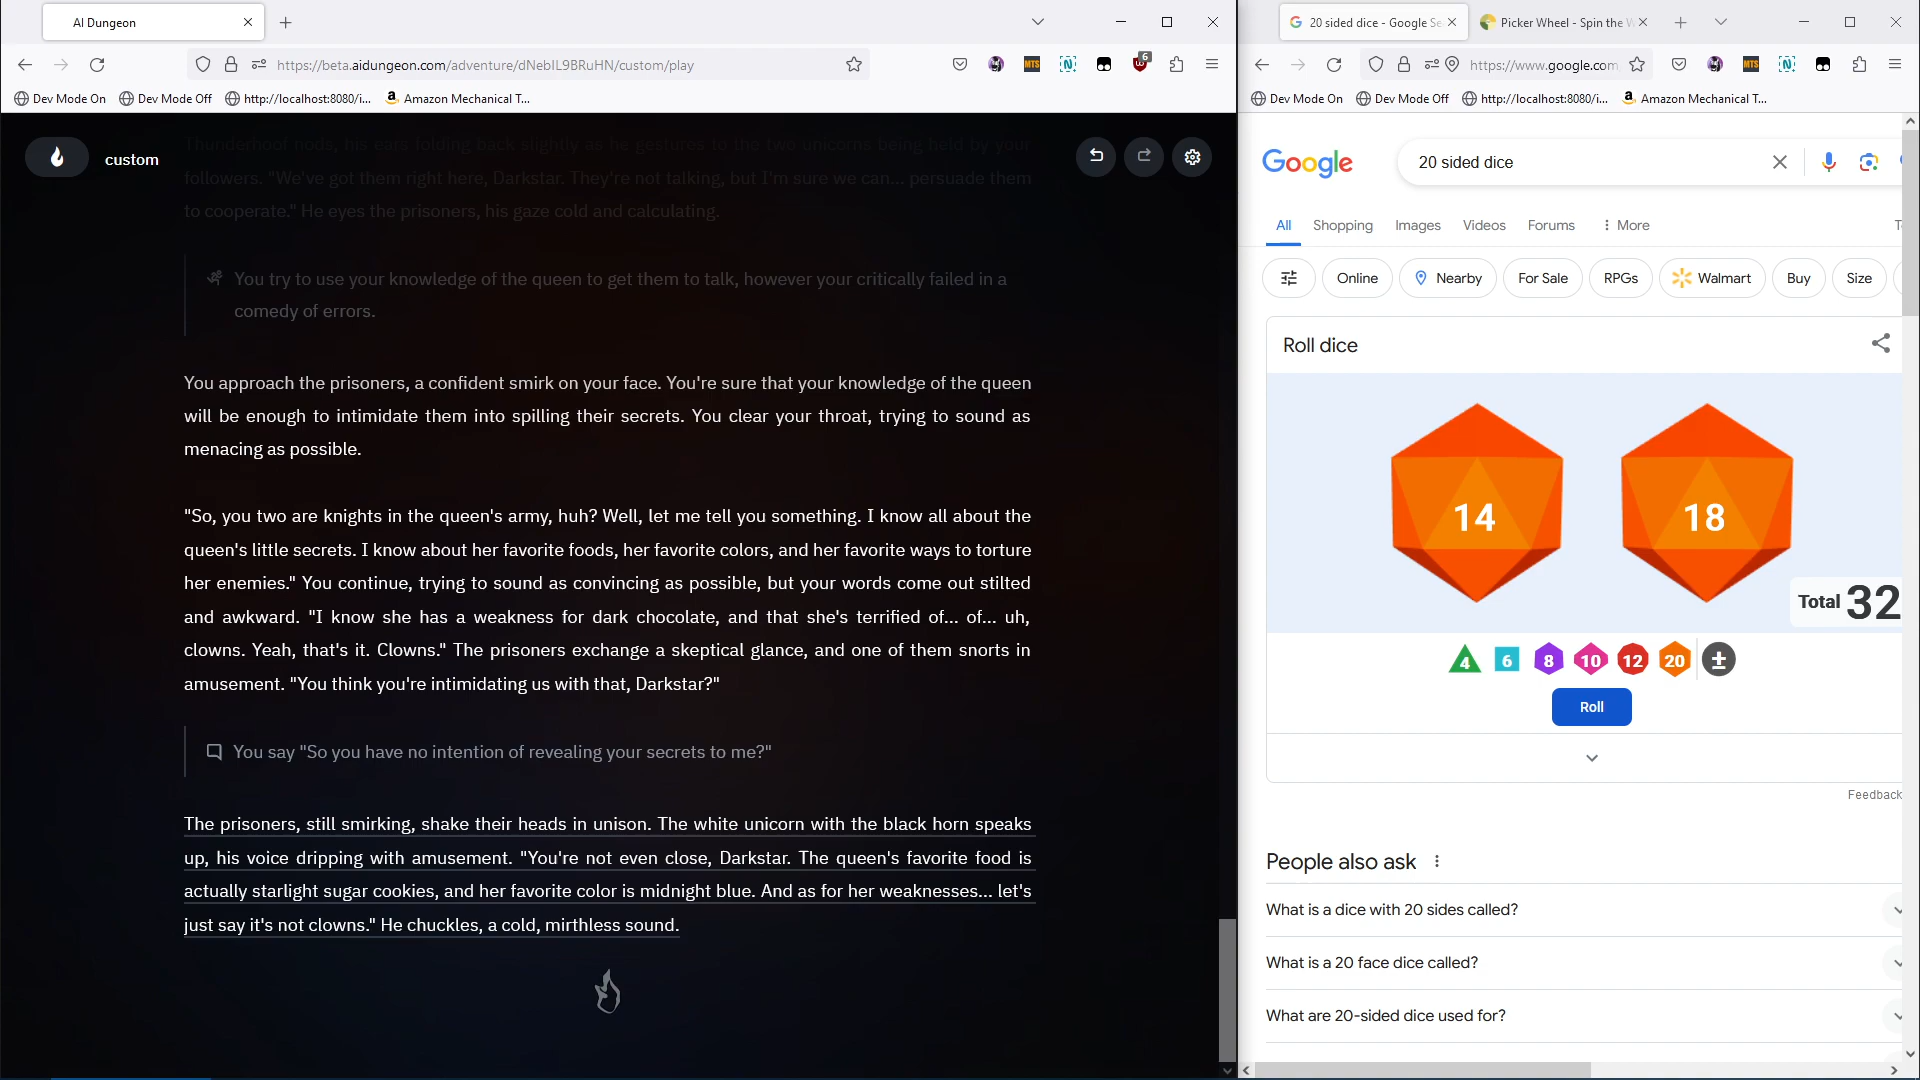 AI Dungeon
https://beta.aidungeon.com/adventure/dNebIL9BRuHN/custom/play
MTS
N
6
Dev Mode On
Dev Mode Off
http://localhost:8080/i...
Amazon Mechanical T...
custom
Thunderhoof nods, his ears folding back slightly as he gestures to the two unicorns being held by your
followers. "We've got them right here, Darkstar. They're not talking, but I'm sure we can... persuade them
to cooperate." He eyes the prisoners, his gaze cold and calculating.
You try to use your knowledge of the queen to get them to talk, however your critically failed in a
comedy of errors.
You approach the prisoners, a confident smirk on your face. You're sure that your knowledge of the queen
will be enough to intimidate them into spilling their secrets. You clear your throat, trying to sound as
menacing as possible.
"So, you two are knights in the queen's army, huh? Well, let me tell you something. I know all about the
queen's little secrets. I know about her favorite foods, her favorite colors, and her favorite ways to torture
her enemies." You continue, trying to sound as convincing as possible, but your words come out stilted
and awkward. "I know she has a weakness for dark chocolate, and that she's terrified of... of... uh,
clowns. Yeah, that's it. Clowns." The prisoners exchange a skeptical glance, and one of them snorts in
amusement. "You think you're intimidating us with that, Darkstar?"
You say "So you have no intention of revealing your secrets to me?"
The prisoners, still smirking, shake their heads in unison. The white unicorn with the black horn speaks
up, his voice dripping with amusement. "You're not even close, Darkstar. The queen's favorite food is
actually starlight sugar cookies, and her favorite color is midnight blue. And as for her weaknesses... let's
just say it's not clowns." He chuckles, a cold, mirthless sound.
20 sided dice - Google Se
Picker Wheel - Spin the W
https://www.google.com
MTS
N
Dev Mode On
Dev Mode Off
http://localhost:8080/i...
Amazon Mechanical T...
Google
20 sided dice
All
Shopping
Images
Videos
Forums
More
T
Online
Nearby
For Sale
RPGs
Walmart
Buy
Size
Roll dice
14
18
Total 32
4
6
8
10
12
20
±
Roll
Feedback
People also ask
What is a dice with 20 sides called?
What is a 20 face dice called?
What are 20-sided dice used for?